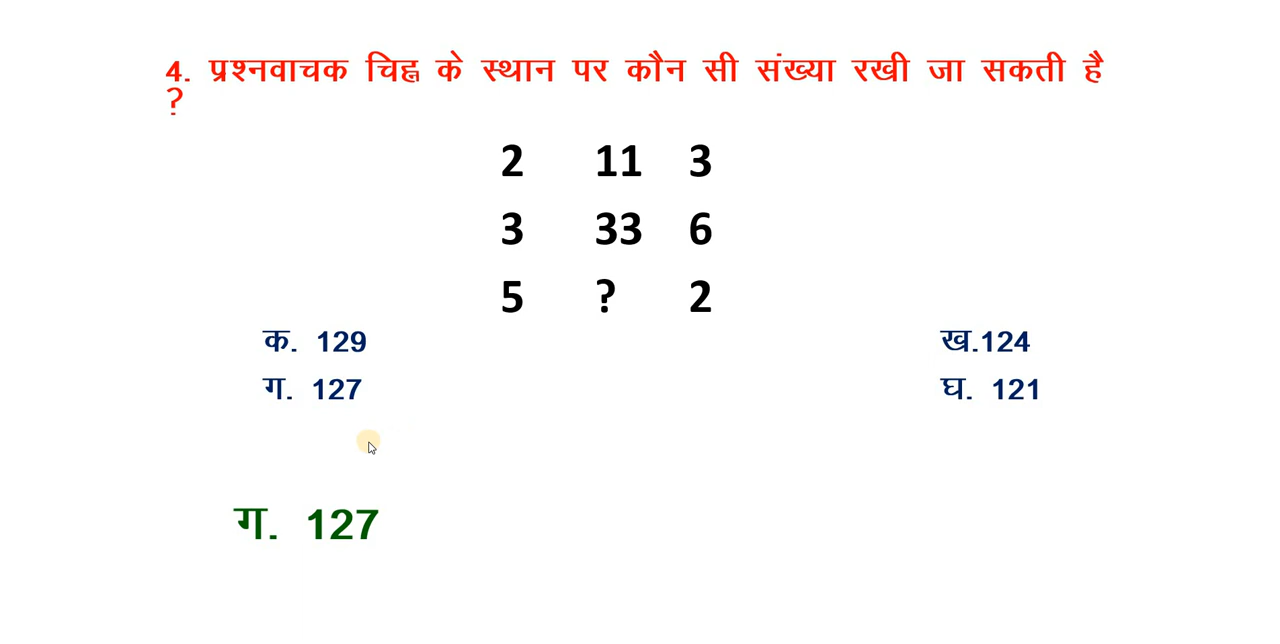 4. प्रश्नवाचक चिह्न के स्थान पर कौन सी संख्या रखी जा सकती है
?
2 11 3
3 33 6
5 ? 2
क. 129 ख.124
ग. 127 घ. 121
ग. 127